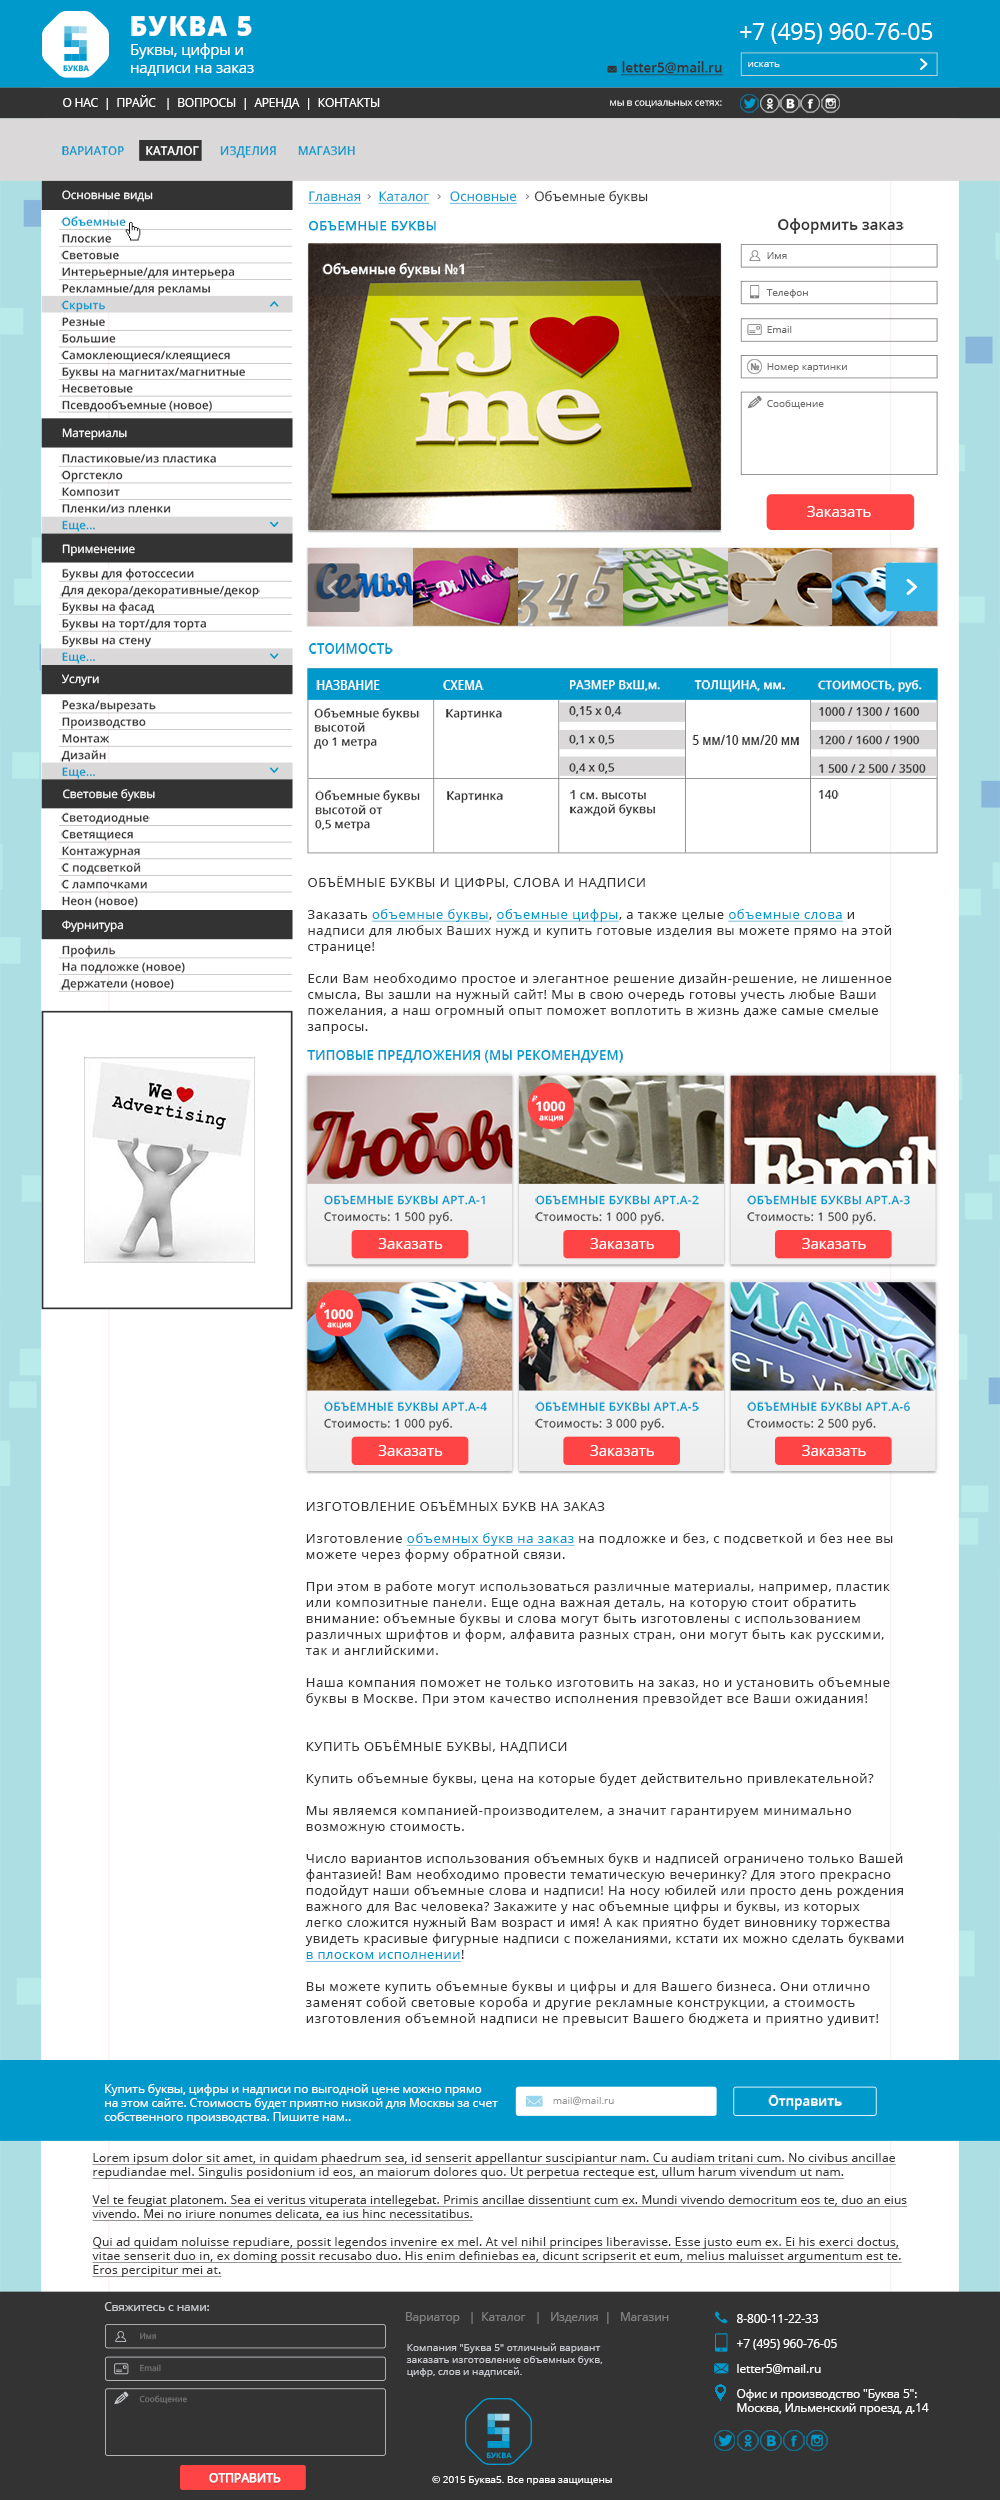 БУКВА 5
Буквы, цифры и
надписи на заказ
БУКВА
+7 (495) 960-76-05
letter5@mail.ru
искать
О НАС | ПРАЙС | ВОПРОСЫ | АРЕНДА | КОНТАКТЫ
мы в социальных сетях:
ВАРИАТОР КАТАЛОГ ИЗДЕЛИЯ МАГАЗИН
Основные виды
Объемные
Плоские
Световые
Интерьерные/для интерьера
Рекламные/для рекламы
Скрыть
Резные
Большие
Самоклеющиеся/клеящиеся
Буквы на магнитах/магнитные
Несветовые
Псевдообъемные (новое)
Материалы
Пластиковые/из пластика
Оргстекло
Композит
Пленки/из пленки
Еще...
Применение
Буквы для фотоссесии
Для декора/декоративные/декор
Буквы на фасад
Буквы на торт/для торта
Буквы на стену
Еще...
Услуги
Резка/вырезать
Производство
Монтаж
Дизайн
Еще...
Световые буквы
Светодиодные
Светящиеся
Контажурная
С подсветкой
С лампочками
Неон (новое)
Фурнитура
Профиль
На подложке (новое)
Держатели (новое)
We
Advertising
Главная › Каталог › Основные › Объемные буквы
ОБЪЕМНЫЕ БУКВЫ
Объемные буквы №1
YJ
me
Оформить заказ
Имя
Телефон
Email
№ Номер картинки
Сообщение
Заказать
Семья
345
СТОИМОСТЬ
НАЗВАНИЕ СХЕМА РАЗМЕР ВхШ,м. ТОЛЩИНА, мм. СТОИМОСТЬ, руб.
Объемные буквы
высотой
до 1 метра
Картинка
0,15 x 0,4
0,1 x 0,5
0,4 x 0,5
5 мм/10 мм/20 мм
1000 / 1300 / 1600
1200 / 1600 / 1900
1 500 / 2 500 / 3500
Объемные буквы
высотой от
0,5 метра
Картинка
1 см. высоты
каждой буквы
140
ОБЪЁМНЫЕ БУКВЫ И ЦИФРЫ, СЛОВА И НАДПИСИ
Заказать объемные буквы, объемные цифры, а также целые объемные слова и
надписи для любых Ваших нужд и купить готовые изделия вы можете прямо на этой
странице!
Если Вам необходимо простое и элегантное решение дизайн-решение, не лишенное
смысла, Вы зашли на нужный сайт! Мы в свою очередь готовы учесть любые Ваши
пожелания, а наш огромный опыт поможет воплотить в жизнь даже самые смелые
запросы.
ТИПОВЫЕ ПРЕДЛОЖЕНИЯ (МЫ РЕКОМЕНДУЕМ)
Любовь
ОБЪЕМНЫЕ БУКВЫ АРТ.А-1
Стоимость: 1 500 руб.
Заказать
₽
1000
акция
ОБЪЕМНЫЕ БУКВЫ АРТ.А-2
Стоимость: 1 000 руб.
Заказать
Famil
ОБЪЕМНЫЕ БУКВЫ АРТ.А-3
Стоимость: 1 500 руб.
Заказать
₽
1000
акция
ОБЪЕМНЫЕ БУКВЫ АРТ.А-4
Стоимость: 1 000 руб.
Заказать
V
ОБЪЕМНЫЕ БУКВЫ АРТ.А-5
Стоимость: 3 000 руб.
Заказать
МАГНО
ОБЪЕМНЫЕ БУКВЫ АРТ.А-6
Стоимость: 2 500 руб.
Заказать
ИЗГОТОВЛЕНИЕ ОБЪЁМНЫХ БУКВ НА ЗАКАЗ
Изготовление объемных букв на заказ на подложке и без, с подсветкой и без нее вы
можете через форму обратной связи.
При этом в работе могут использоваться различные материалы, например, пластик
или композитные панели. Еще одна важная деталь, на которую стоит обратить
внимание: объемные буквы и слова могут быть изготовлены с использованием
различных шрифтов и форм, алфавита разных стран, они могут быть как русскими,
так и английскими.
Наша компания поможет не только изготовить на заказ, но и установить объемные
буквы в Москве. При этом качество исполнения превзойдет все Ваши ожидания!
КУПИТЬ ОБЪЁМНЫЕ БУКВЫ, НАДПИСИ
Купить объемные буквы, цена на которые будет действительно привлекательной?
Мы являемся компанией-производителем, а значит гарантируем минимально
возможную стоимость.
Число вариантов использования объемных букв и надписей ограничено только Вашей
фантазией! Вам необходимо провести тематическую вечеринку? Для этого прекрасно
подойдут наши объемные слова и надписи! На носу юбилей или просто день рождения
важного для Вас человека? Закажите у нас объемные цифры и буквы, из которых
легко сложится нужный Вам возраст и имя! А как приятно будет виновнику торжества
увидеть красивые фигурные надписи с пожеланиями, кстати их можно сделать буквами
в плоском исполнении!
Вы можете купить объемные буквы и цифры и для Вашего бизнеса. Они отлично
заменят собой световые короба и другие рекламные конструкции, а стоимость
изготовления объемной надписи не превысит Вашего бюджета и приятно удивит!
Купить буквы, цифры и надписи по выгодной цене можно прямо
на этом сайте. Стоимость будет приятно низкой для Москвы за счет
собственного производства. Пишите нам..
mail@mail.ru
Отправить
Lorem ipsum dolor sit amet, in quidam phaedrum sea, id senserit appellantur suscipiantur nam. Cu audiam tritani cum. No civibus ancillae
repudiandae mel. Singulis posidonium id eos, an maiorum dolores quo. Ut perpetua recteque est, ullum harum vivendum ut nam.
Vel te feugiat platonem. Sea ei veritus vituperata intellegebat. Primis ancillae dissentiunt cum ex. Mundi vivendo democritum eos te, duo an eius
vivendo. Mei no iriure nonumes delicata, ea ius hinc necessitatibus.
Qui ad quidam noluisse repudiare, possit legendos invenire ex mel. At vel nihil principes liberavisse. Esse justo eum ex. Ei his exerci doctus,
vitae senserit duo in, ex doming possit recusabo duo. His enim definiebas ea, dicunt scripserit et eum, melius maluisset argumentum est te.
Eros percipitur mei at.
Свяжитесь с нами:
Имя
Email
Сообщение
ОТПРАВИТЬ
Вариатор | Каталог | Изделия | Магазин
Компания "Буква 5" отличный вариант
заказать изготовление объемных букв,
цифр, слов и надписей.
БУКВА
© 2015 Буква5. Все права защищены
8-800-11-22-33
+7 (495) 960-76-05
letter5@mail.ru
Офис и производство "Буква 5":
Москва, Ильменский проезд, д.14